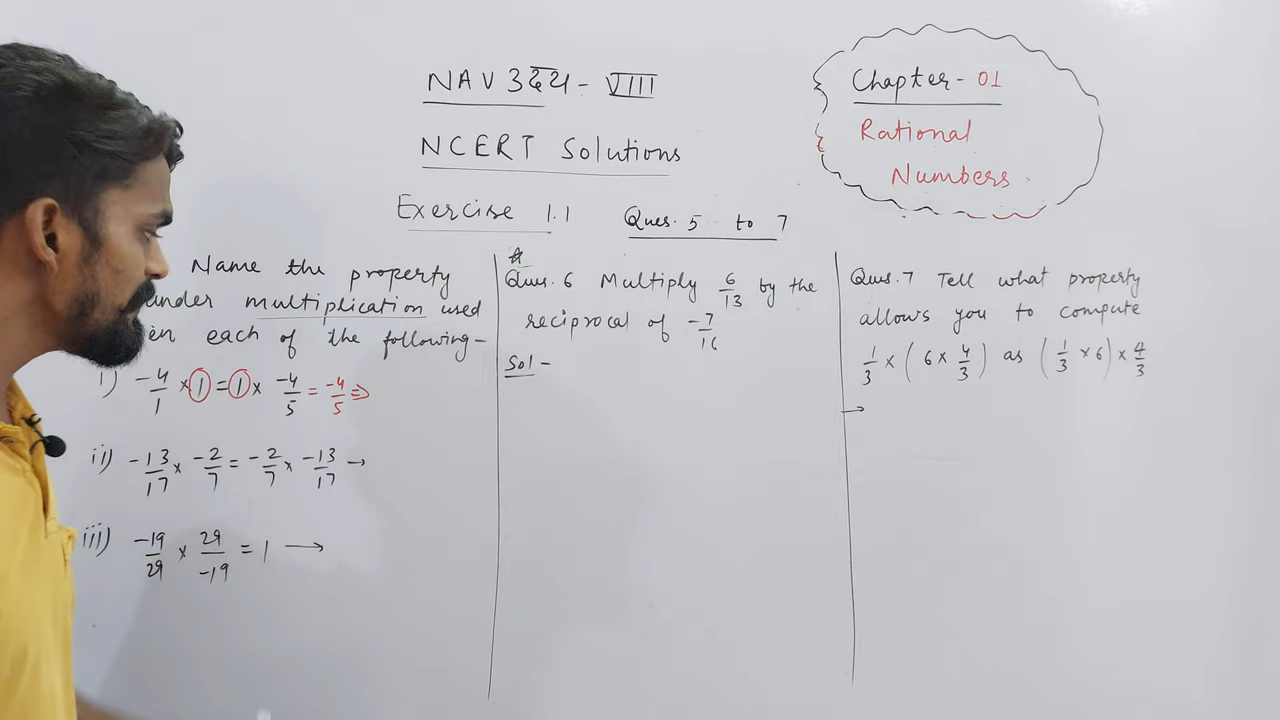 NAV उदय - VIII
NCERT Solutions
Exercise 1.1 Ques. 5 to 7
Chapter - 01
Rational
Numbers
Name the property
under multiplication used
in each of the following-
i) -4/1 × 1 = 1 × -4/5 = -4/5 ⇒
ii) -13/17 × -2/7 = -2/7 × -13/17 →
iii) -19/29 × 29/-19 = 1 →
Ques. 6 Multiply 6/13 by the
reciprocal of -7/16
Sol -
Ques. 7 Tell what property
allows you to compute
1/3 × (6 × 4/3) as (1/3 × 6) × 4/3
→